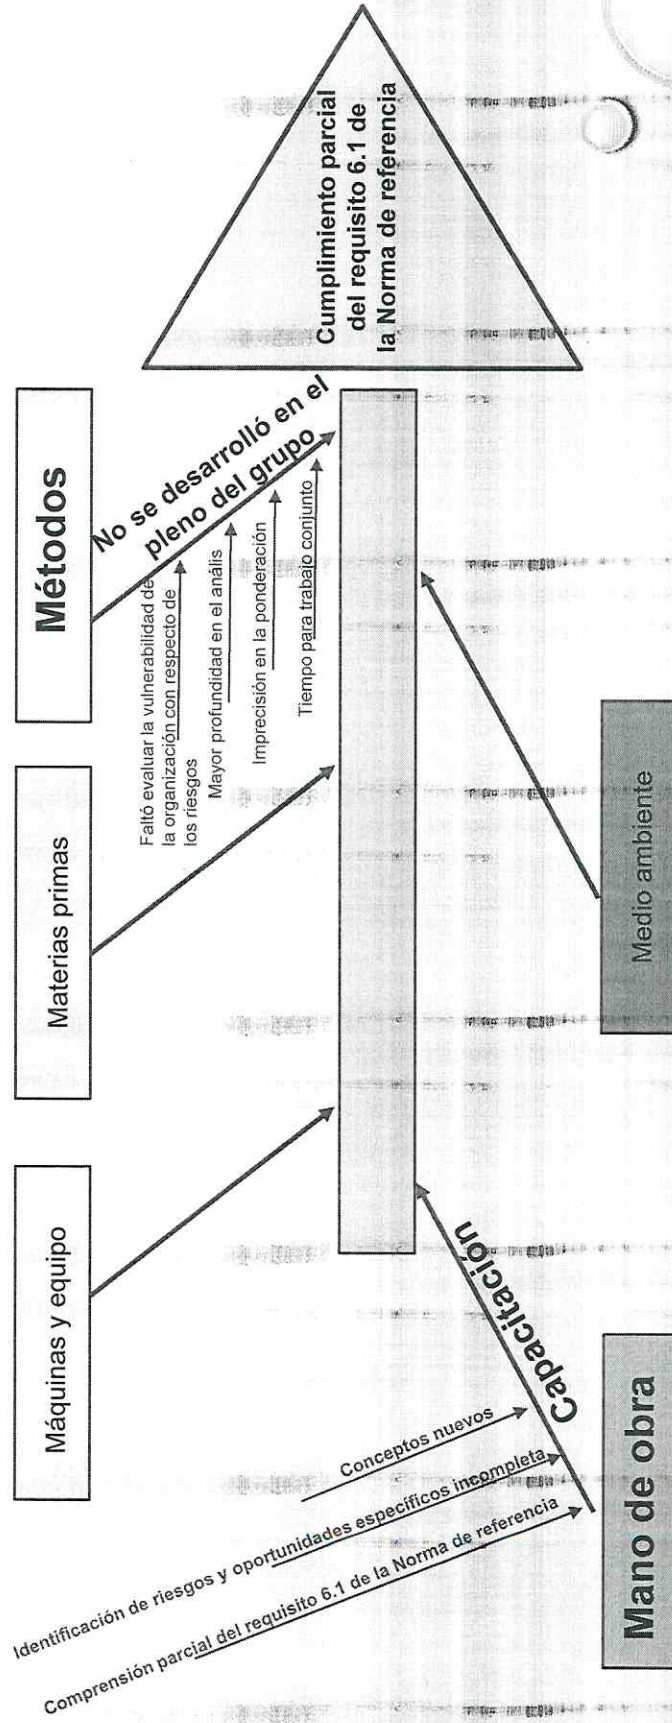 Máquinas y equipo
Materias primas
Métodos
No se desarrolló en el
pleno del grupo
Faltó evaluar la vulnerabilidad de
la organización con respecto de
los riesgos
Mayor profundidad en el anális
Imprecisión en la ponderación
Tiempo para trabajo conjunto
Cumplimiento parcial
del requisito 6.1 de
la Norma de referencia
Identificación de riesgos y oportunidades específicos incompleta
Comprensión parcial del requisito 6.1 de la Norma de referencia
Conceptos nuevos
Capacitación
Mano de obra
Medio ambiente